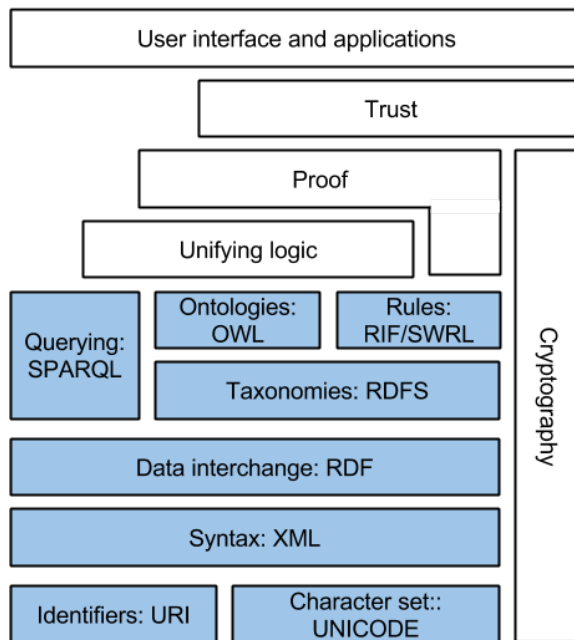 User interface and applications
Trust
Proof
Unifying logic
Ontologies:
OWL
Rules:
RIF/SWRL
Querying:
SPARQL
Taxonomies: RDFS
Cryptography
Data interchange: RDF
Syntax: XML
Identifiers: URI
Character set::
UNICODE